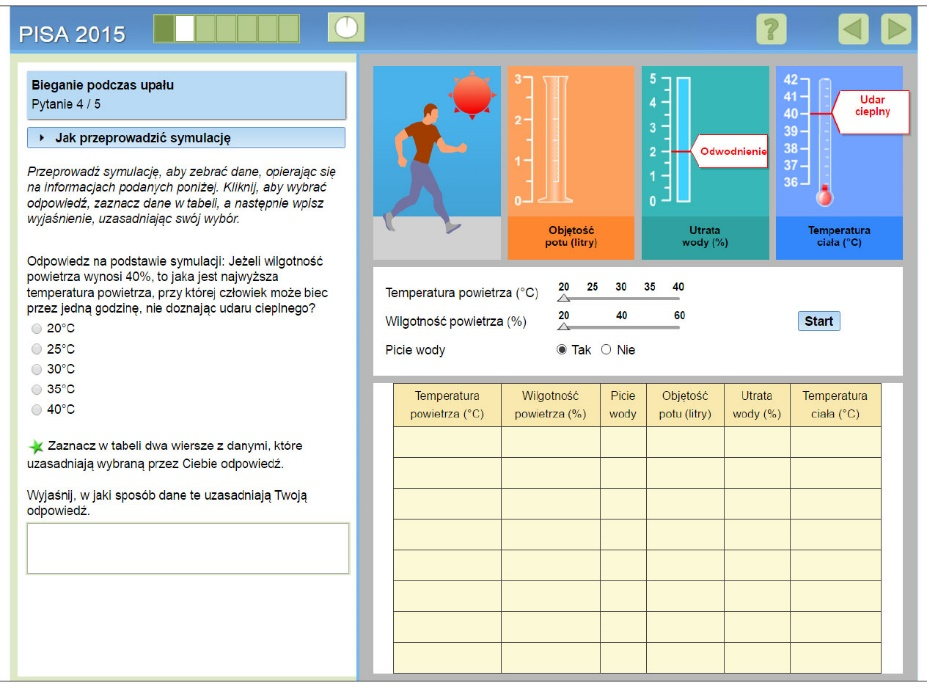 PISA 2015
?
Bieganie podczas upału
Pytanie 4 / 5
Jak przeprowadzić symulację
Przeprowadź symulację, aby zebrać dane, opierając się
na informacjach podanych poniżej. Kliknij, aby wybrać
odpowiedź, zaznacz dane w tabeli, a następnie wpisz
wyjaśnienie, uzasadniając swój wybór.
Odpowiedz na podstawie symulacji: Jeżeli wilgotność
powietrza wynosi 40%, to jaka jest najwyższa
temperatura powietrza, przy której człowiek może biec
przez jedną godzinę, nie doznając udaru cieplnego?
20°C
25°C
30°C
35°C
40°C
Zaznacz w tabeli dwa wiersze z danymi, które
uzasadniają wybraną przez Ciebie odpowiedź.
Wyjaśnij, w jaki sposób dane te uzasadniają Twoją
odpowiedź.
3
2
1
0
Objętość
potu (litry)
5
4
3
2
1
0
Odwodnienie
Utrata
wody (%)
42
41
40
39
38
37
36
Udar
cieplny
Temperatura
ciała (°C)
Temperatura powietrza (°C) 20 25 30 35 40
Wilgotność powietrza (%) 20 40 60
Start
Picie wody Tak Nie
Temperatura Wilgotność Picie Objętość Utrata Temperatura
powietrza (°C) powietrza (%) wody potu (litry) wody (%) ciała (°C)